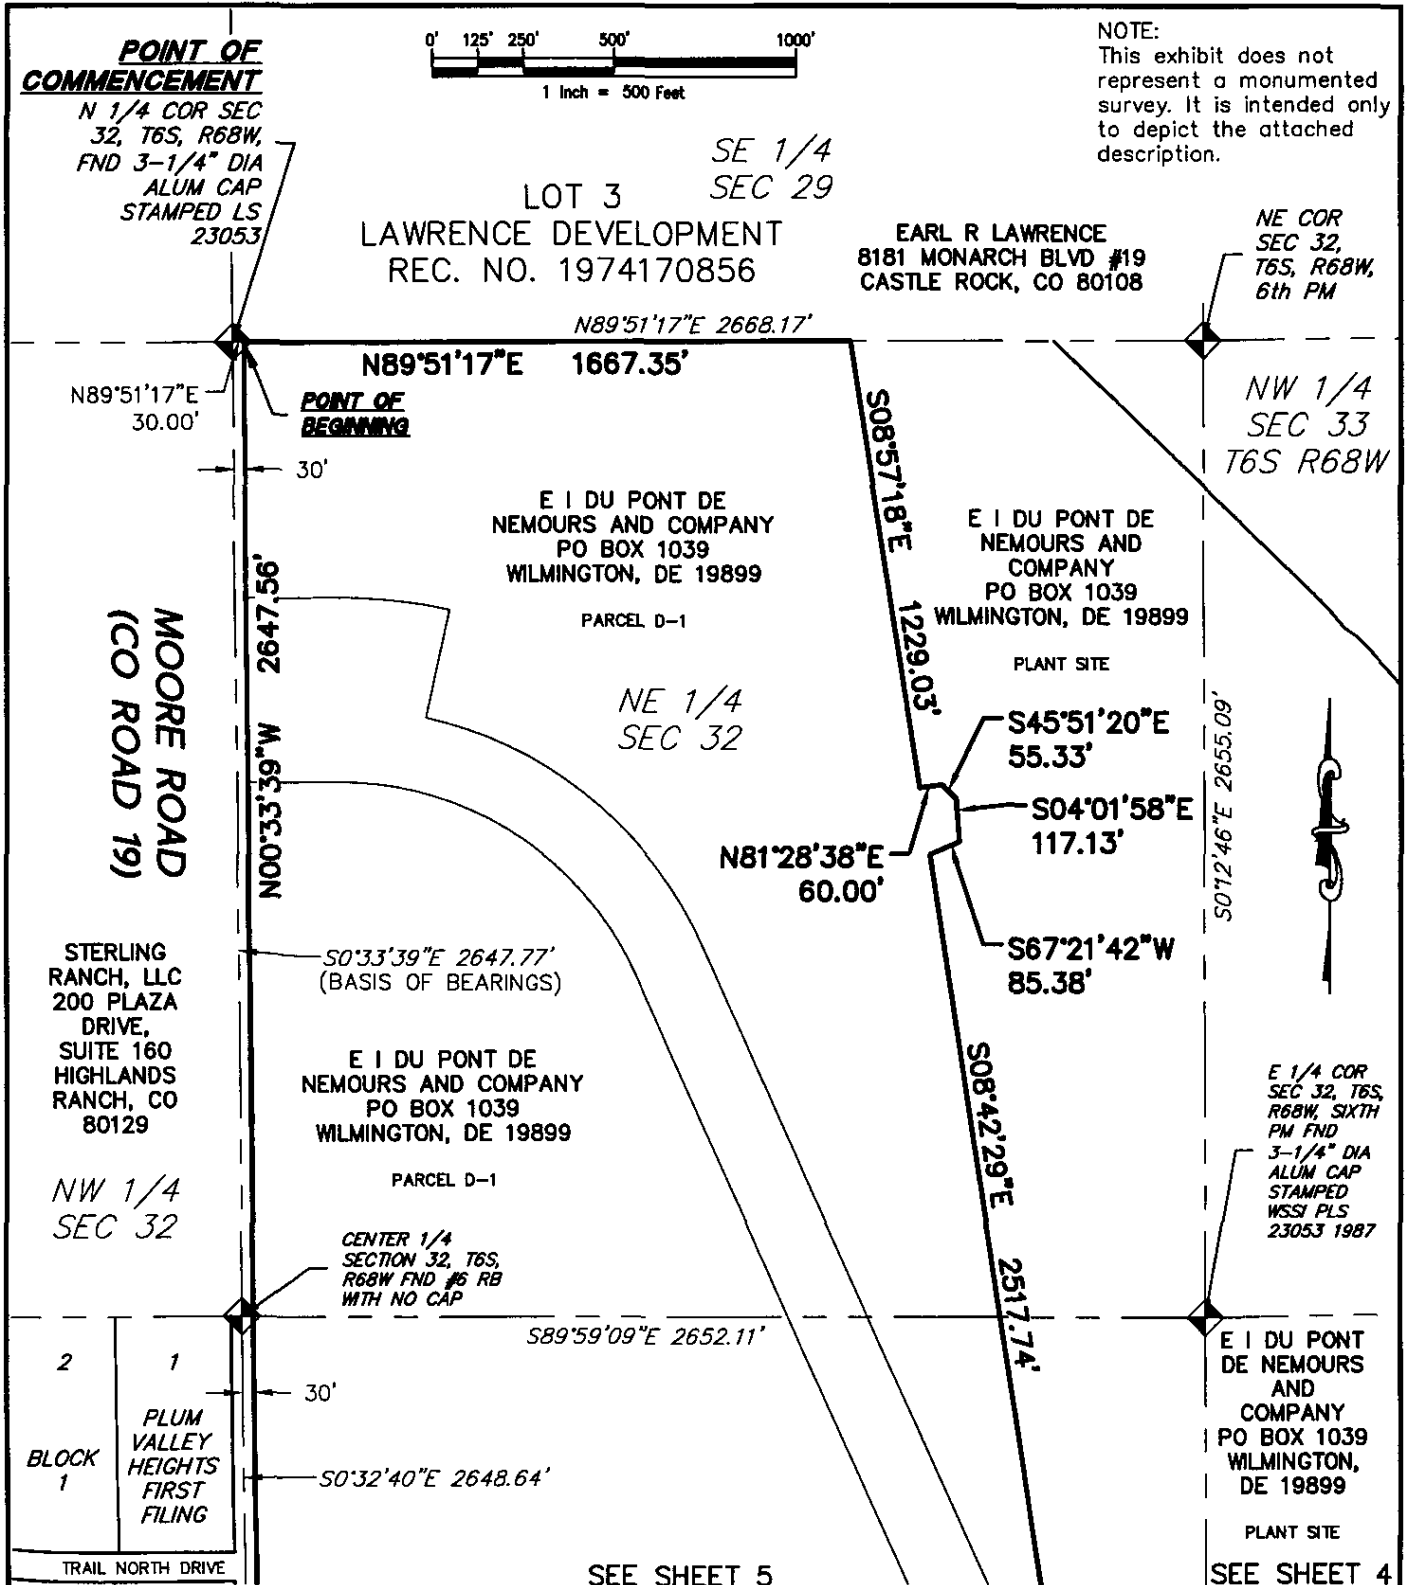 POINT OF
COMMENCEMENT
N 1/4 COR SEC
32, T6S, R68W,
FND 3-1/4" DIA
ALUM CAP
STAMPED LS
23053
0' 125' 250' 500' 1000'
1 Inch = 500 Feet
NOTE:
This exhibit does not
represent a monumented
survey. It is intended only
to depict the attached
description.
SE 1/4
SEC 29
LOT 3
LAWRENCE DEVELOPMENT
REC. NO. 1974170856
EARL R LAWRENCE
8181 MONARCH BLVD #19
CASTLE ROCK, CO 80108
NE COR
SEC 32,
T6S, R68W,
6th PM
N89°51'17"E 2668.17'
N89°51'17"E 1667.35'
N89°51'17"E
30.00'
POINT OF
BEGINNING
30'
NW 1/4
SEC 33
T6S R68W
S08°57'18"E 1229.03'
E I DU PONT DE
NEMOURS AND COMPANY
PO BOX 1039
WILMINGTON, DE 19899
PARCEL D-1
E I DU PONT DE
NEMOURS AND
COMPANY
PO BOX 1039
WILMINGTON, DE 19899
PLANT SITE
MOORE ROAD
(CO ROAD 19)
N00°33'39"W 2647.56'
NE 1/4
SEC 32
S45°51'20"E
55.33'
S04°01'58"E
117.13'
N81°28'38"E
60.00'
S67°21'42"W
85.38'
S0°12'46"E 2655.09'
STERLING
RANCH, LLC
200 PLAZA
DRIVE,
SUITE 160
HIGHLANDS
RANCH, CO
80129
S0°33'39"E 2647.77'
(BASIS OF BEARINGS)
E I DU PONT DE
NEMOURS AND COMPANY
PO BOX 1039
WILMINGTON, DE 19899
PARCEL D-1
S08°42'29"E 2517.74'
E 1/4 COR
SEC 32, T6S,
R68W, SIXTH
PM FND
3-1/4" DIA
ALUM CAP
STAMPED
WSSI PLS
23053 1987
NW 1/4
SEC 32
CENTER 1/4
SECTION 32, T6S,
R68W FND #6 RB
WITH NO CAP
S89°59'09"E 2652.11'
2
1
30'
BLOCK
1
PLUM
VALLEY
HEIGHTS
FIRST
FILING
S0°32'40"E 2648.64'
E I DU PONT
DE NEMOURS
AND
COMPANY
PO BOX 1039
WILMINGTON,
DE 19899
PLANT SITE
TRAIL NORTH DRIVE
SEE SHEET 5
SEE SHEET 4